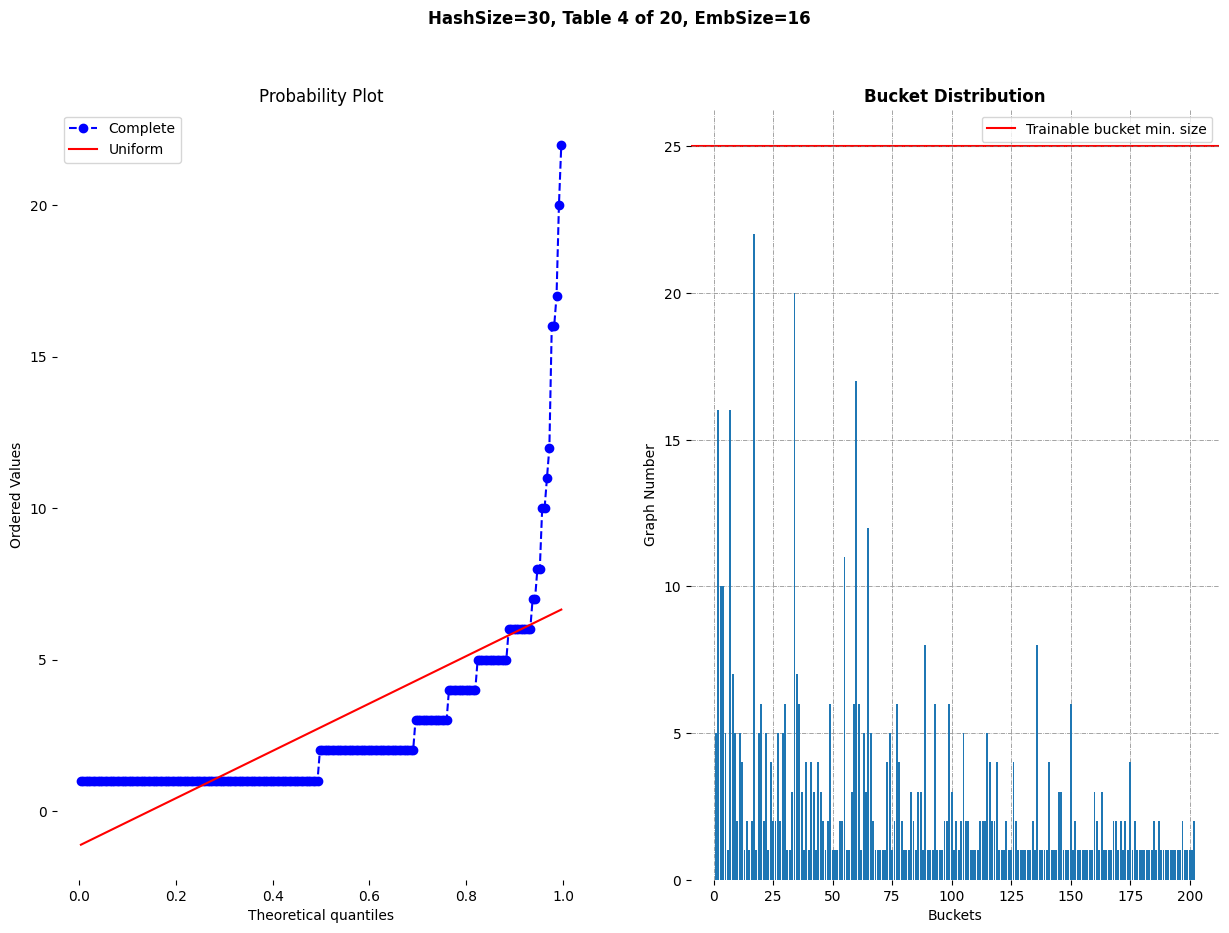 HashSize=30, Table 4 of 20, EmbSize=16
Probability Plot
Complete
Uniform
Ordered Values
20
15
10
5
0
0.0 0.2 0.4 0.6 0.8 1.0
Theoretical quantiles
Bucket Distribution
Trainable bucket min. size
Graph Number
25
20
15
10
5
0
0 25 50 75 100 125 150 175 200
Buckets